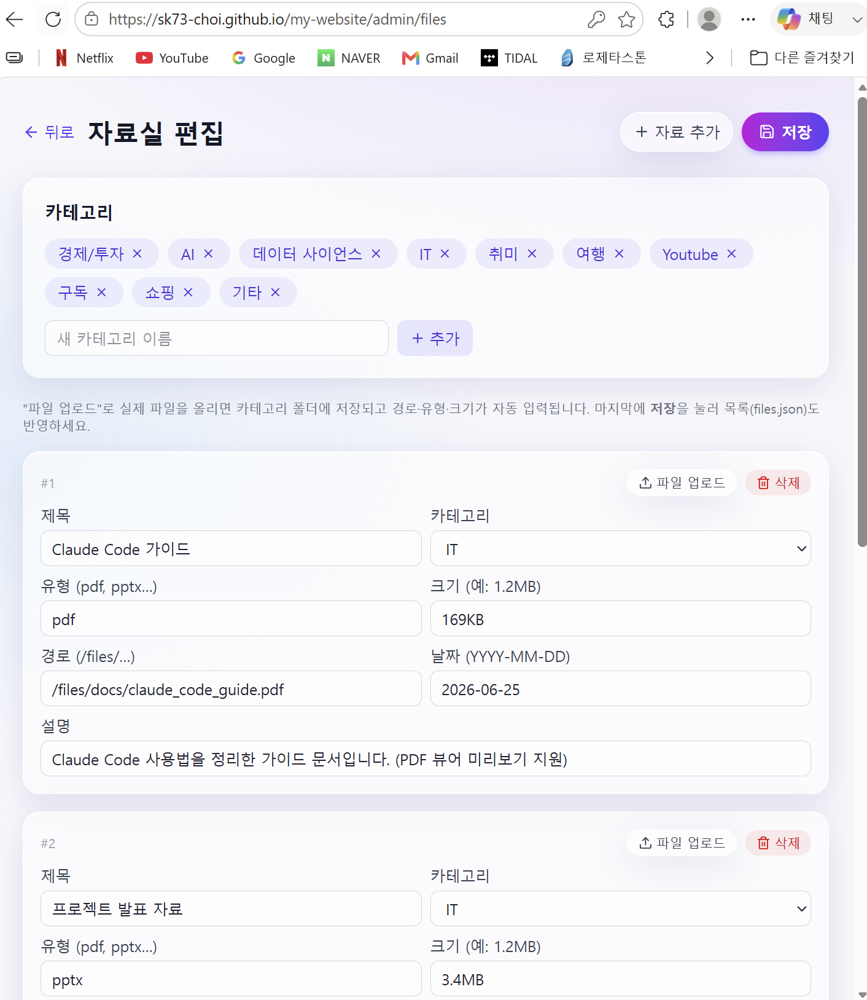 https://sk73-choi.github.io/my-website/admin/files
채팅
Netflix YouTube Google NAVER Gmail TIDAL 로제타스톤 다른 즐겨찾기
뒤로 자료실 편집 + 자료 추가 저장
카테고리
경제/투자 × AI × 데이터 사이언스 × IT × 취미 × 여행 × Youtube ×
구독 × 쇼핑 × 기타 ×
새 카테고리 이름 + 추가
"파일 업로드"로 실제 파일을 올리면 카테고리 폴더에 저장되고 경로·유형·크기가 자동 입력됩니다. 마지막에 저장을 눌러 목록(files.json)도
반영하세요.
#1 파일 업로드 삭제
제목 카테고리
Claude Code 가이드 IT
유형 (pdf, pptx...) 크기 (예: 1.2MB)
pdf 169KB
경로 (/files/...) 날짜 (YYYY-MM-DD)
/files/docs/claude_code_guide.pdf 2026-06-25
설명
Claude Code 사용법을 정리한 가이드 문서입니다. (PDF 뷰어 미리보기 지원)
#2 파일 업로드 삭제
제목 카테고리
프로젝트 발표 자료 IT
유형 (pdf, pptx...) 크기 (예: 1.2MB)
pptx 3.4MB